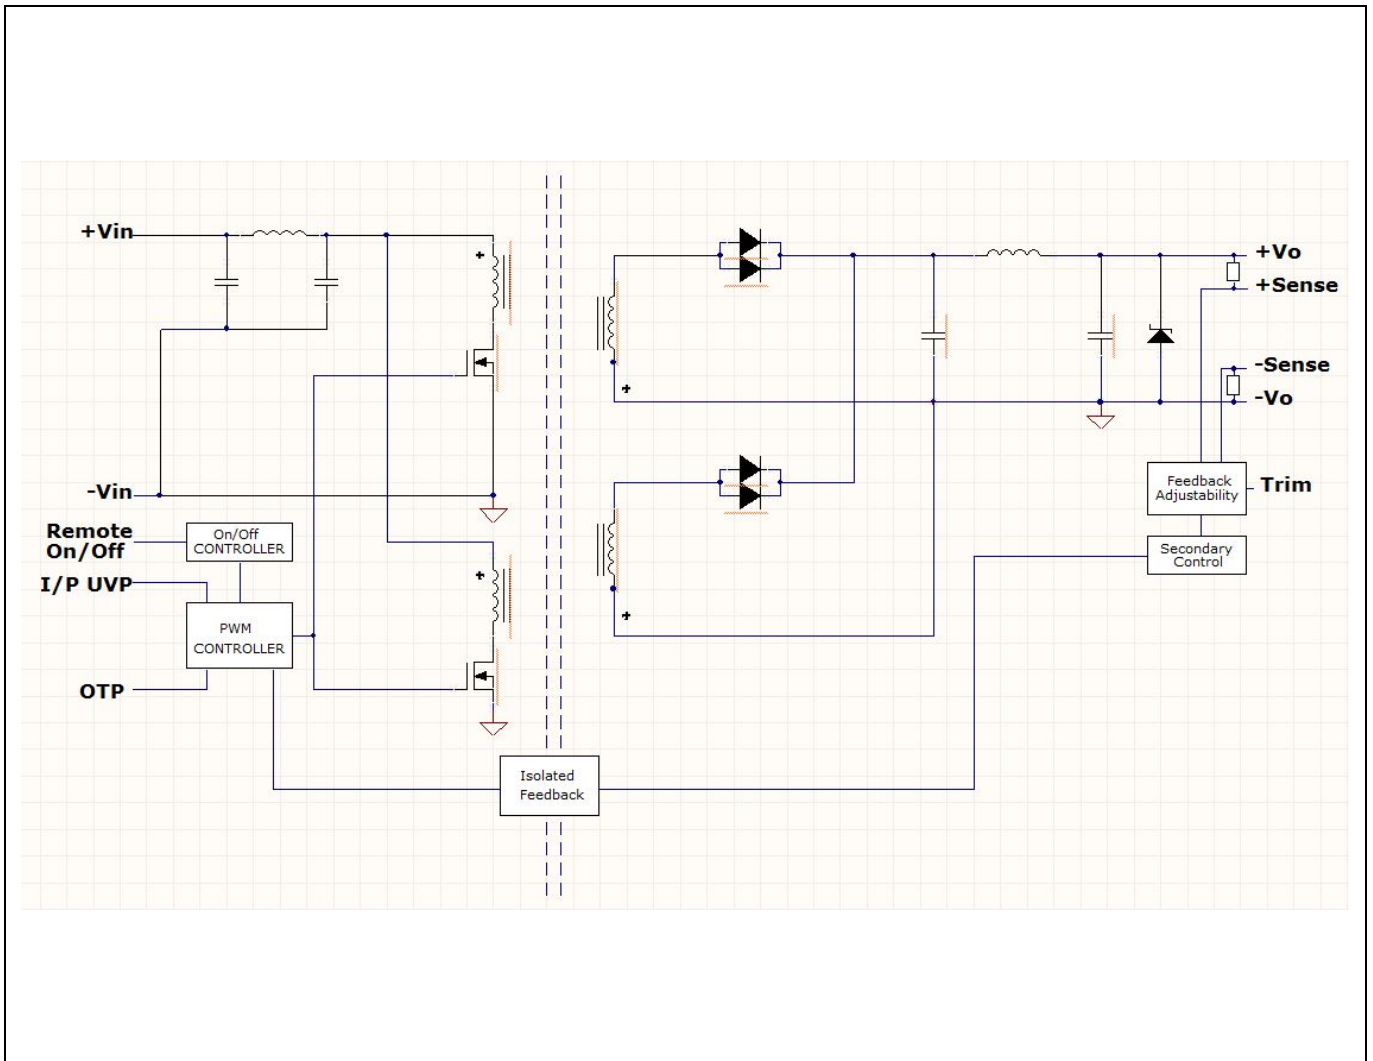 +Vin
+Vo
+Sense
-Sense
-Vo
-Vin
Feedback
Adjustability
Trim
Remote
On/Off
On/Off
CONTROLLER
Secondary
Control
I/P UVP
PWM
CONTROLLER
OTP
Isolated
Feedback